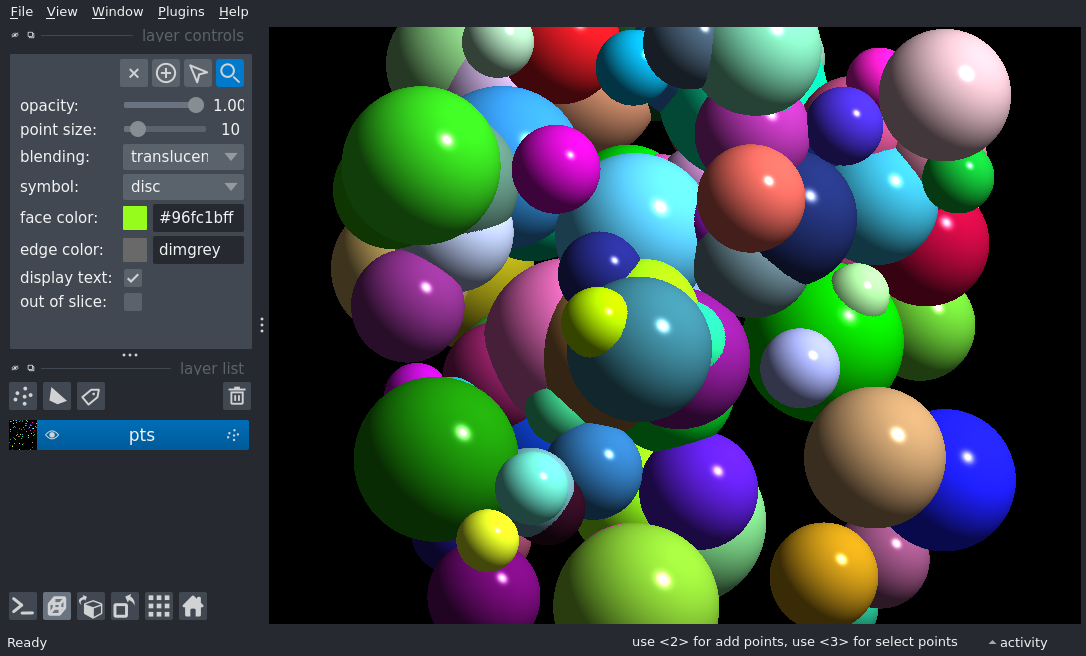 File View Window Plugins Help
layer controls
opacity: 1.00
point size: 10
blending: translucen
symbol: disc
face color: #96fc1bff
edge color: dimgrey
display text:
out of slice:
layer list
pts
Ready
use <2> for add points, use <3> for select points
activity